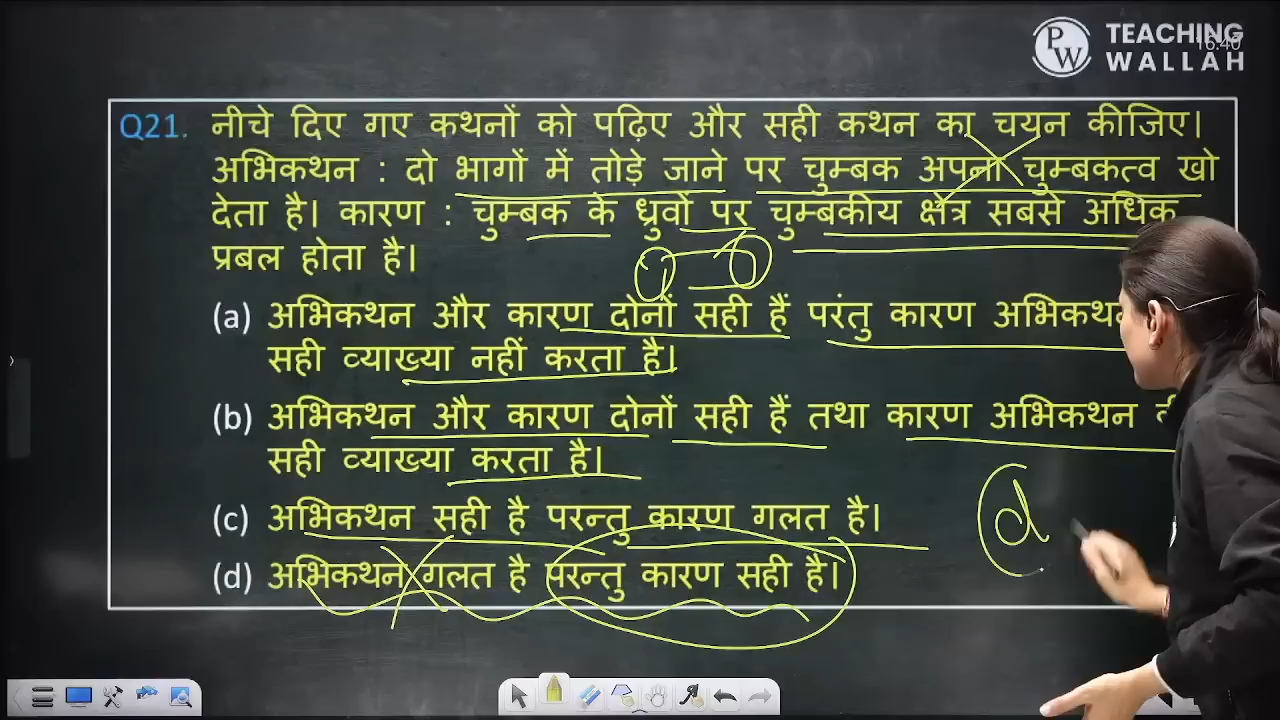 TEACHING
16:40
WALLAH
Q21. नीचे दिए गए कथनों को पढ़िए और सही कथन का चयन कीजिए।
अभिकथन : दो भागों में तोड़े जाने पर चुम्बक अपना चुम्बकत्व खो
देता है। कारण : चुम्बक के ध्रुवों पर चुम्बकीय क्षेत्र सबसे अधिक
प्रबल होता है।
(a) अभिकथन और कारण दोनों सही हैं परंतु कारण अभिकथन
सही व्याख्या नहीं करता है।
(b) अभिकथन और कारण दोनों सही हैं तथा कारण अभिकथन
सही व्याख्या करता है।
(c) अभिकथन सही है परन्तु कारण गलत है।
d
(d) अभिकथन गलत है परन्तु कारण सही है।